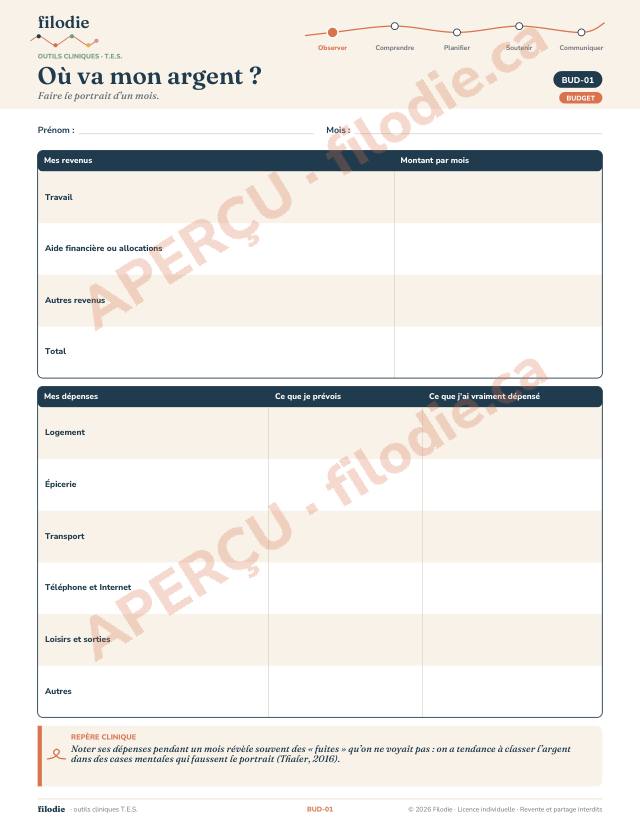 filodie
OUTILS CLINIQUES · T.E.S.
Observer Comprendre Planifier Soutenir Communiquer
Où va mon argent ?
Faire le portrait d'un mois.
BUD-01
BUDGET
Prénom : Mois :
Mes revenus Montant par mois
Travail
Aide financière ou allocations
Autres revenus
Total
APERÇU · filodie.ca
Mes dépenses Ce que je prévois Ce que j'ai vraiment dépensé
Logement
Épicerie
Transport
Téléphone et Internet
Loisirs et sorties
Autres
APERÇU · filodie.ca
REPÈRE CLINIQUE
Noter ses dépenses pendant un mois révèle souvent des « fuites » qu'on ne voyait pas : on a tendance à classer l'argent
dans des cases mentales qui faussent le portrait (Thaler, 2016).
filodie · outils cliniques T.E.S. BUD-01 © 2026 Filodie · Licence individuelle · Revente et partage interdits